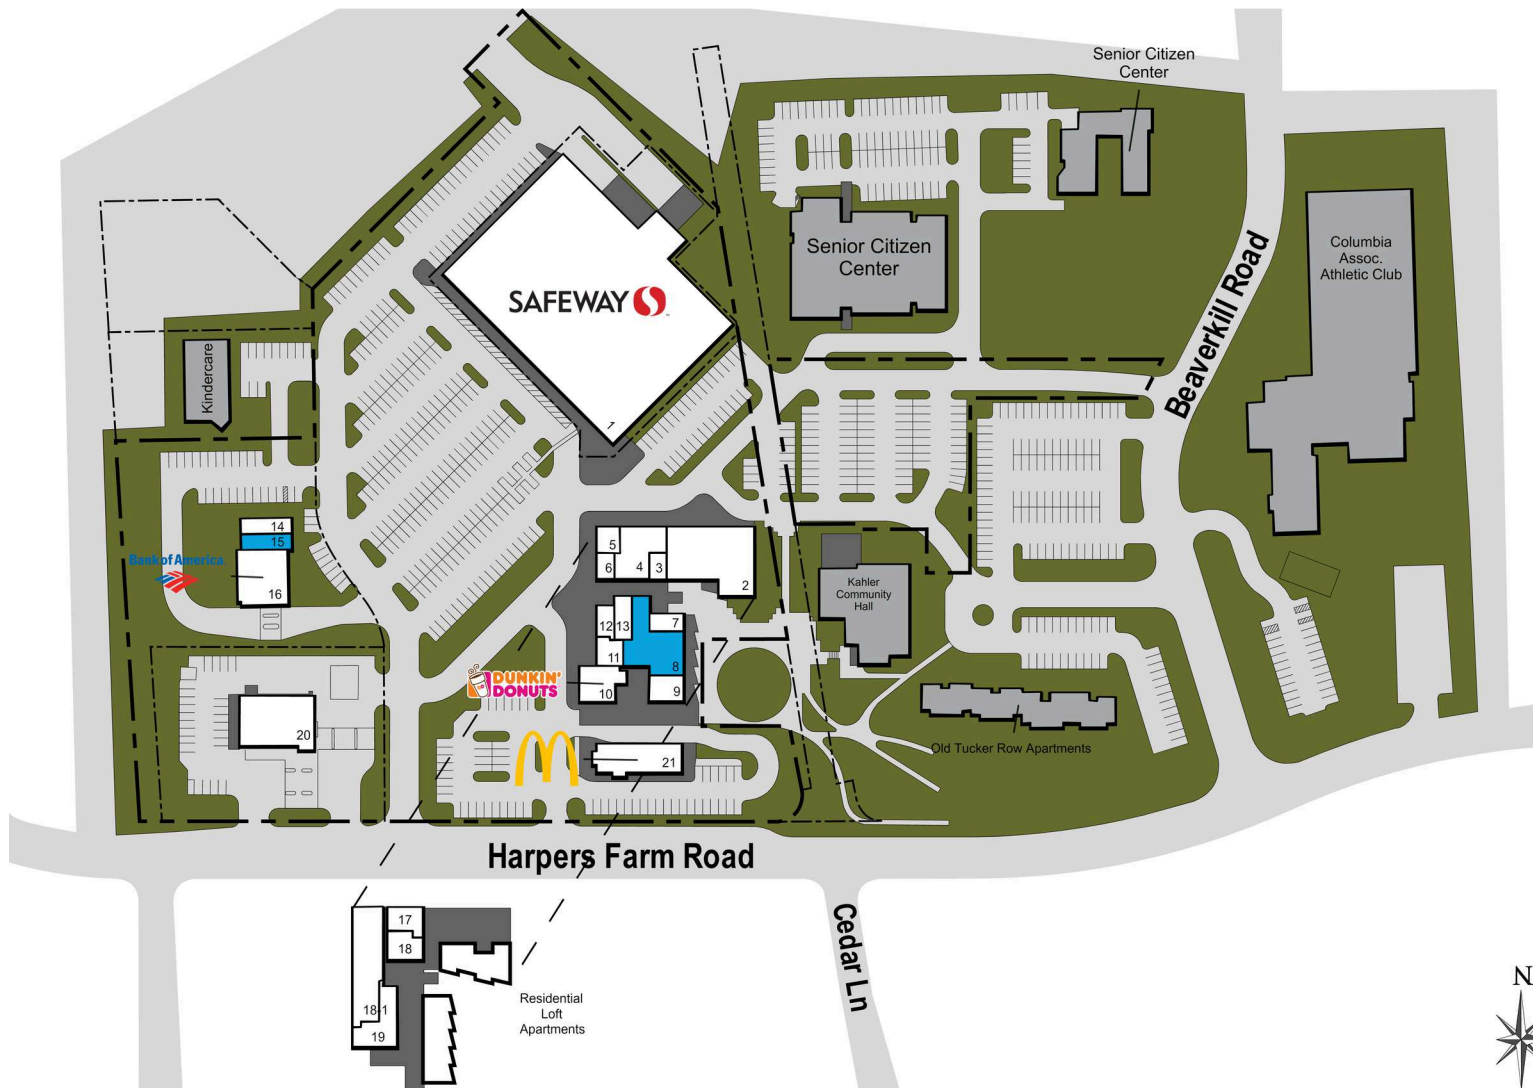 Senior Citizen
Center
Senior Citizen
Center
Columbia
Assoc.
Athletic Club
Beaverkill Road
SAFEWAY
1
Kindercare
14
15
Bank of America
16
5
6
4
3
2
Kahler
Community
Hall
12
13
7
11
8
10
9
DUNKIN'
DONUTS
20
21
Old Tucker Row Apartments
Harpers Farm Road
Cedar Ln
17
18
18-1
19
Residential
Loft
Apartments
N